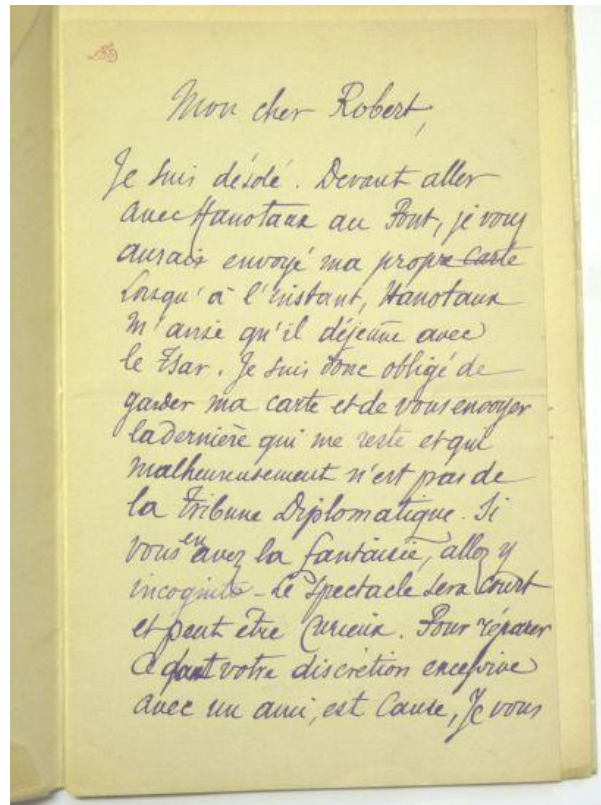 Mon cher Robert,
Je suis désolé. Devant aller
avec Hanotaux au Pont, je vous
aurais envoyé ma propre carte
lorsqu'à l'instant, Hanotaux
m'avise qu'il déjeune avec
le Tsar. Je suis donc obligé de
garder ma carte et de vous envoyer
la dernière qui me reste et qui
malheureusement n'est pas de
la Tribune Diplomatique. Si
vous en avez la fantaisie, allez y
incognito - Le spectacle sera court
et peut être curieux. Pour réparer
ce dont votre discrétion excessive
avec un ami, est cause, je vous